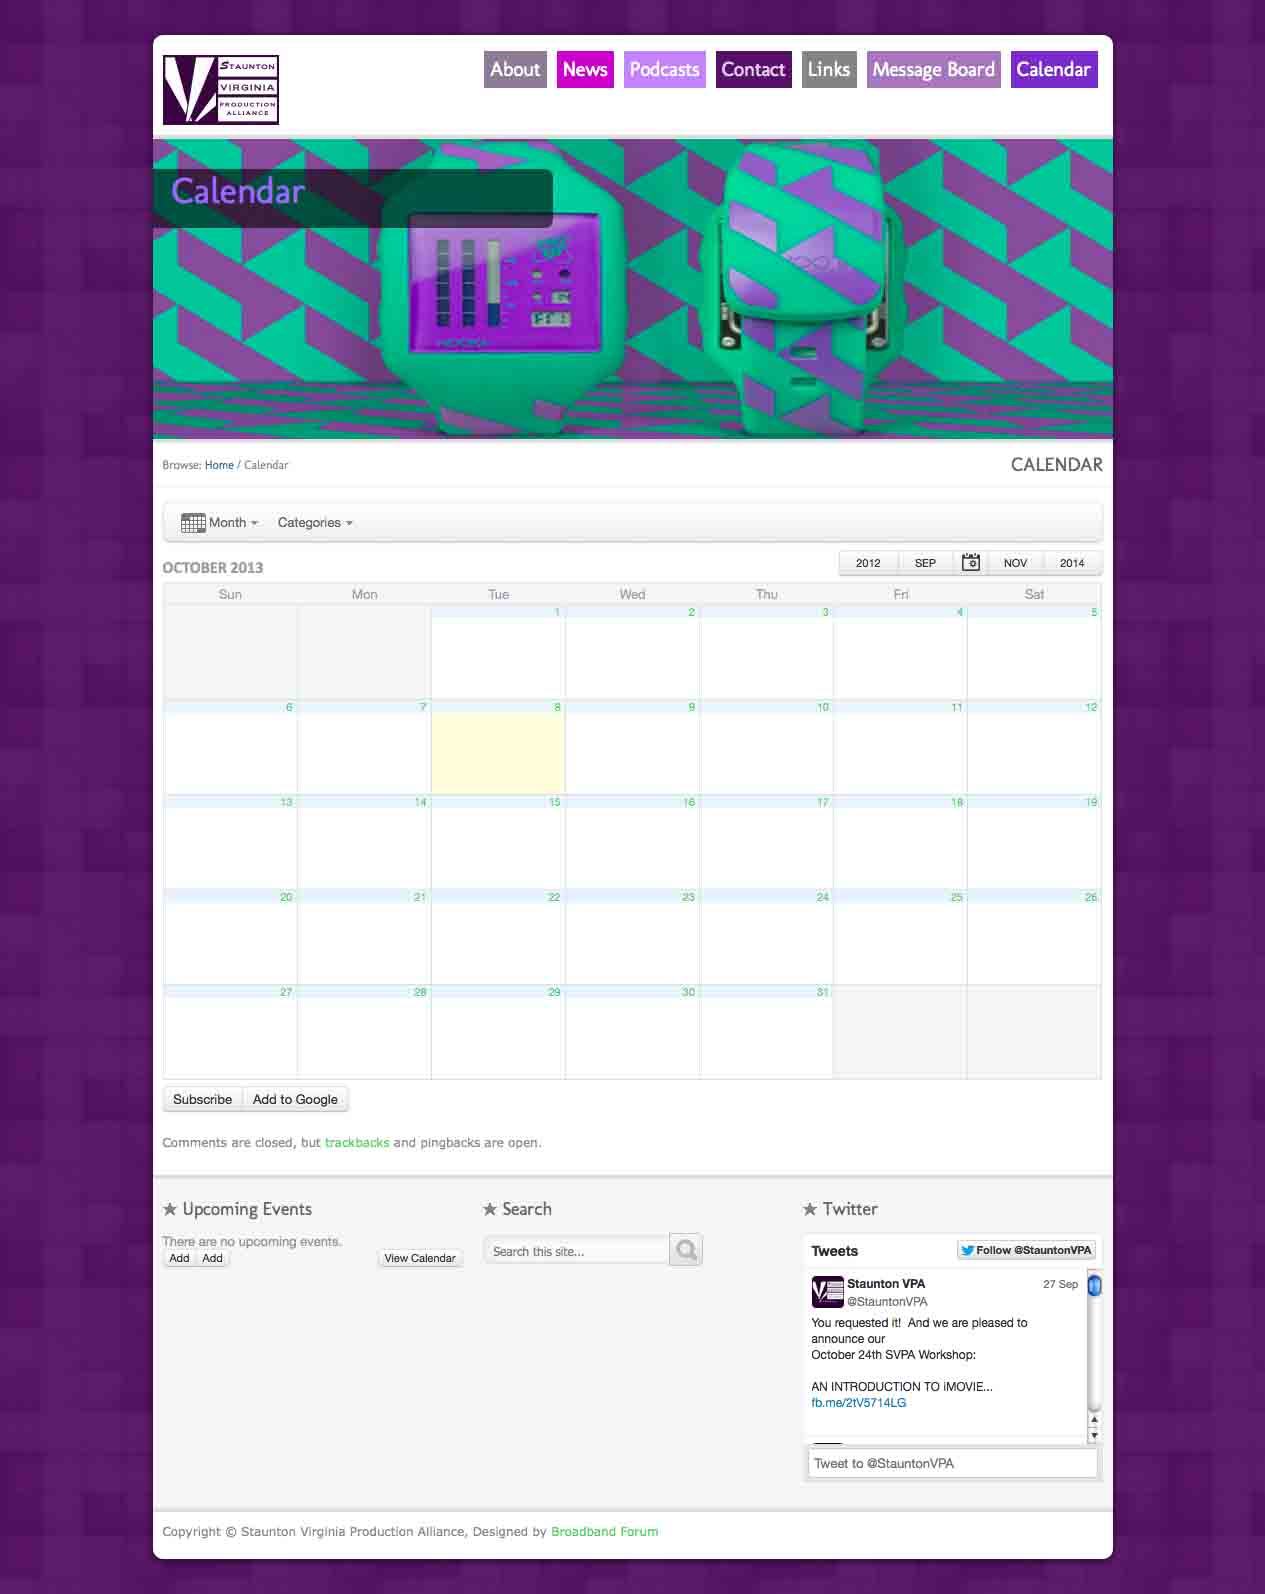 STAUNTON
VIRGINIA
PRODUCTION
ALLIANCE
About News Podcasts Contact Links Message Board Calendar
Calendar
Browse: Home / Calendar
CALENDAR
Month Categories
OCTOBER 2013
2012 SEP NOV 2014
Sun Mon Tue Wed Thu Fri Sat
1 2 3 4 5
6 7 8 9 10 11 12
13 14 15 16 17 18 19
20 21 22 23 24 25 26
27 28 29 30 31
Subscribe Add to Google
Comments are closed, but trackbacks and pingbacks are open.
Upcoming Events
There are no upcoming events.
Add Add View Calendar
Search
Search this site...
Twitter
Tweets Follow @StauntonVPA
Staunton VPA 27 Sep
@StauntonVPA
You requested it! And we are pleased to
announce our
October 24th SVPA Workshop:
AN INTRODUCTION TO iMOVIE...
fb.me/2tV5714LG
Tweet to @StauntonVPA
Copyright © Staunton Virginia Production Alliance, Designed by Broadband Forum